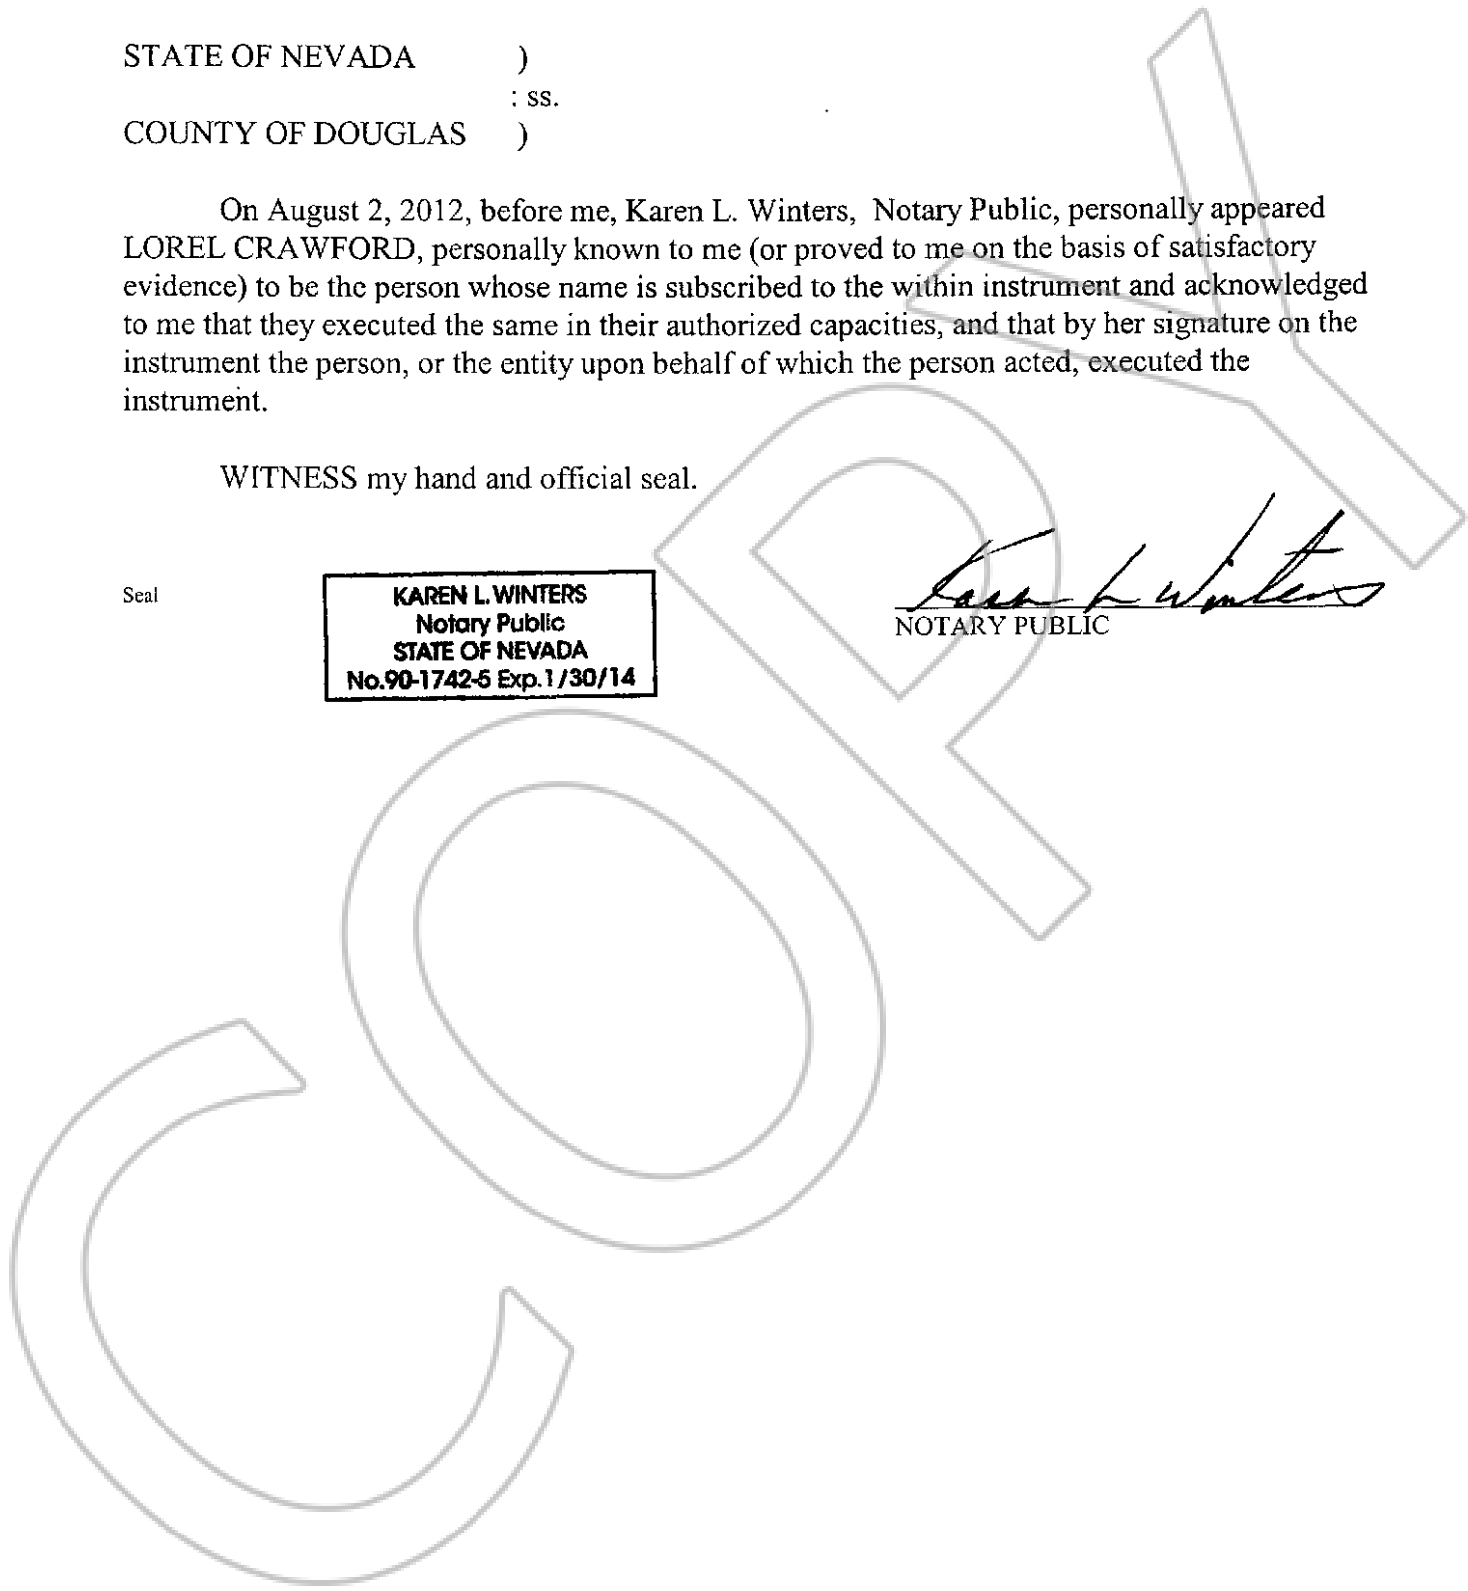 STATE OF NEVADA )
: ss.
COUNTY OF DOUGLAS )
On August 2, 2012, before me, Karen L. Winters, Notary Public, personally appeared
LOREL CRAWFORD, personally known to me (or proved to me on the basis of satisfactory
evidence) to be the person whose name is subscribed to the within instrument and acknowledged
to me that they executed the same in their authorized capacities, and that by her signature on the
instrument the person, or the entity upon behalf of which the person acted, executed the
instrument.
WITNESS my hand and official seal.
Seal
KAREN L. WINTERS
Notary Public
STATE OF NEVADA
No.90-1742-5 Exp.1/30/14
Karen L Winters
NOTARY PUBLIC
COPY